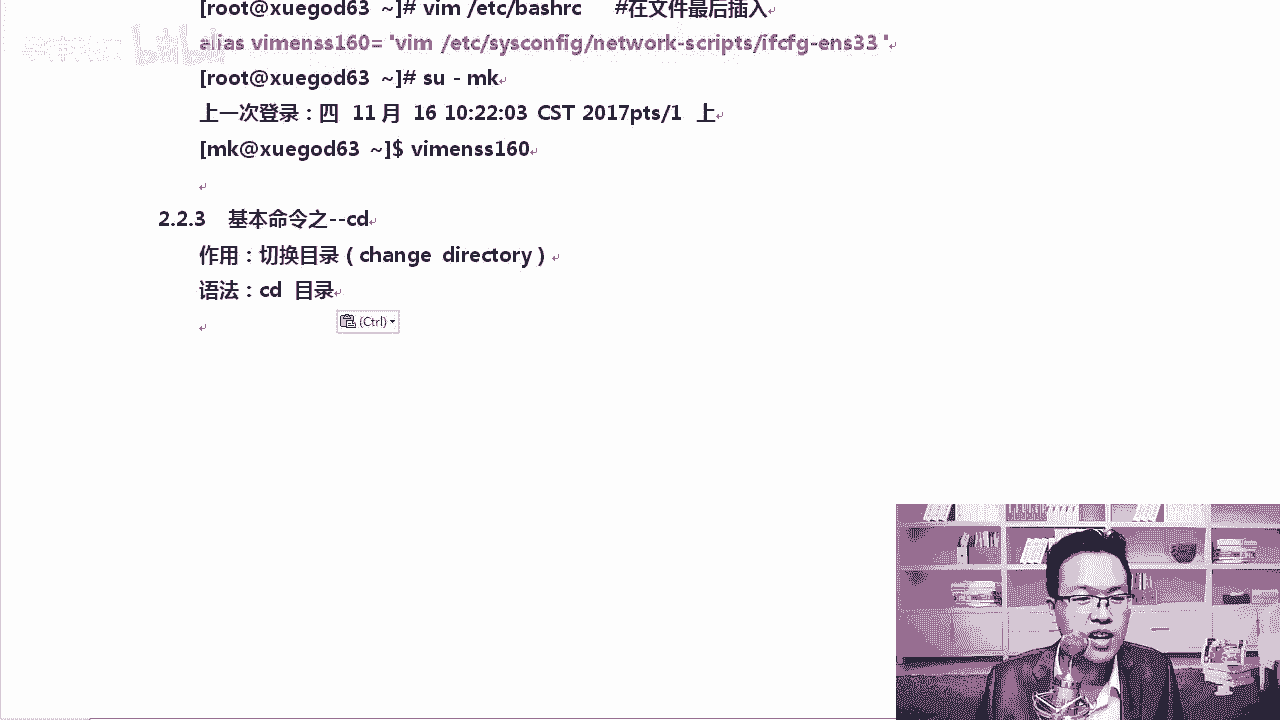 [root@xuegod63 ~]# vim /etc/bashrc #在文件最后插入
alias vimenss160= 'vim /etc/sysconfig/network-scripts/ifcfg-ens33 '
[root@xuegod63 ~]# su - mk
上一次登录：四 11月 16 10:22:03 CST 2017pts/1 上
[mk@xuegod63 ~]$ vimenss160
2.2.3 基本命令之--cd
作用：切换目录 ( change directory )
语法：cd 目录
(Ctrl)